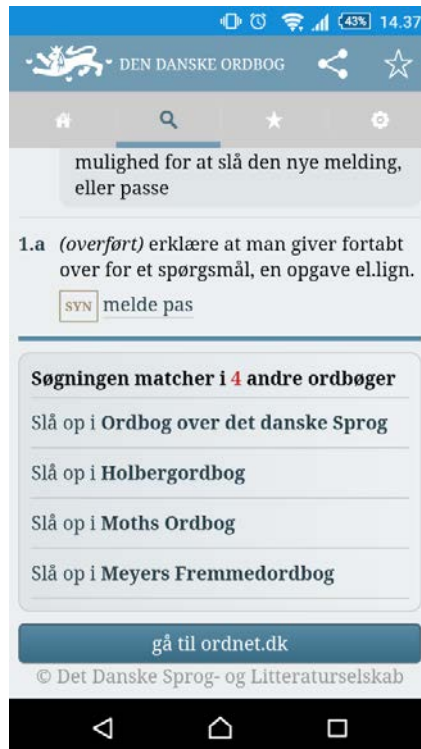 43% 14.37
DEN DANSKE ORDBOG
mulighed for at slå den nye melding,
eller passe
1.a (overført) erklære at man giver fortabt
over for et spørgsmål, en opgave el.lign.
SYN melde pas
Søgningen matcher i 4 andre ordbøger
Slå op i Ordbog over det danske Sprog
Slå op i Holbergordbog
Slå op i Moths Ordbog
Slå op i Meyers Fremmedordbog
gå til ordnet.dk
© Det Danske Sprog- og Litteraturselskab